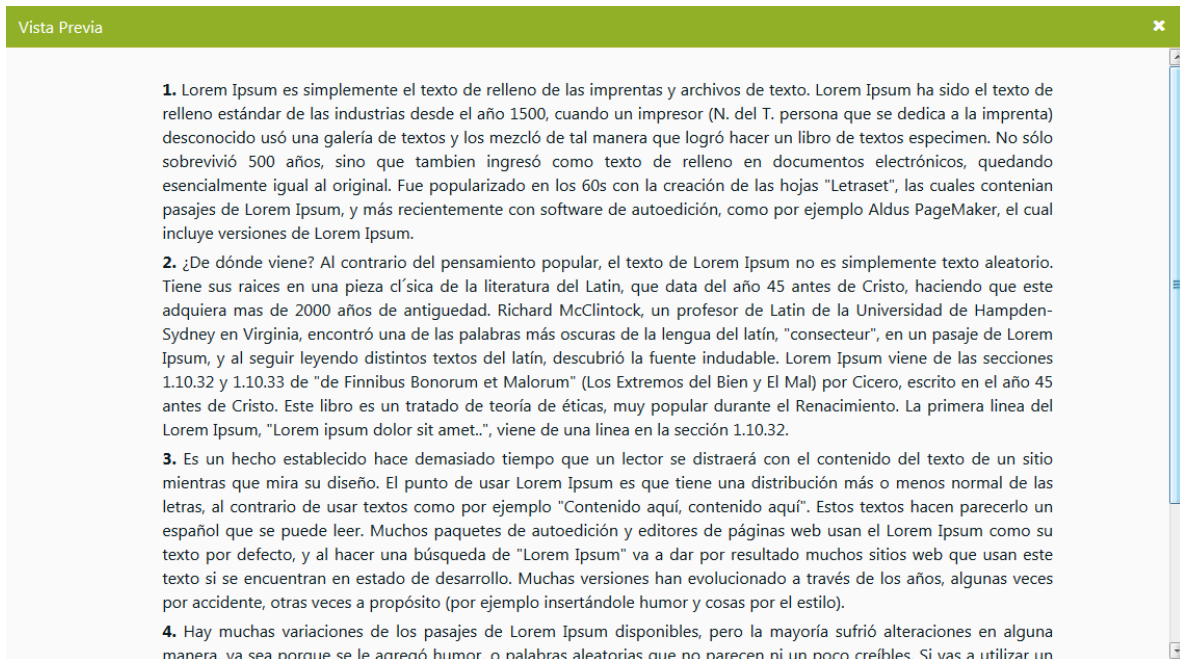 Vista Previa
1. Lorem Ipsum es simplemente el texto de relleno de las imprentas y archivos de texto. Lorem Ipsum ha sido el texto de
relleno estándar de las industrias desde el año 1500, cuando un impresor (N. del T. persona que se dedica a la imprenta)
desconocido usó una galería de textos y los mezcló de tal manera que logró hacer un libro de textos especimen. No sólo
sobrevivió 500 años, sino que tambien ingresó como texto de relleno en documentos electrónicos, quedando
esencialmente igual al original. Fue popularizado en los 60s con la creación de las hojas "Letraset", las cuales contenian
pasajes de Lorem Ipsum, y más recientemente con software de autoedición, como por ejemplo Aldus PageMaker, el cual
incluye versiones de Lorem Ipsum.
2. ¿De dónde viene? Al contrario del pensamiento popular, el texto de Lorem Ipsum no es simplemente texto aleatorio.
Tiene sus raices en una pieza cl´sica de la literatura del Latin, que data del año 45 antes de Cristo, haciendo que este
adquiera mas de 2000 años de antiguedad. Richard McClintock, un profesor de Latin de la Universidad de Hampden-
Sydney en Virginia, encontró una de las palabras más oscuras de la lengua del latín, "consecteur", en un pasaje de Lorem
Ipsum, y al seguir leyendo distintos textos del latín, descubrió la fuente indudable. Lorem Ipsum viene de las secciones
1.10.32 y 1.10.33 de "de Finnibus Bonorum et Malorum" (Los Extremos del Bien y El Mal) por Cicero, escrito en el año 45
antes de Cristo. Este libro es un tratado de teoría de éticas, muy popular durante el Renacimiento. La primera linea del
Lorem Ipsum, "Lorem ipsum dolor sit amet..", viene de una linea en la sección 1.10.32.
3. Es un hecho establecido hace demasiado tiempo que un lector se distraerá con el contenido del texto de un sitio
mientras que mira su diseño. El punto de usar Lorem Ipsum es que tiene una distribución más o menos normal de las
letras, al contrario de usar textos como por ejemplo "Contenido aquí, contenido aquí". Estos textos hacen parecerlo un
español que se puede leer. Muchos paquetes de autoedición y editores de páginas web usan el Lorem Ipsum como su
texto por defecto, y al hacer una búsqueda de "Lorem Ipsum" va a dar por resultado muchos sitios web que usan este
texto si se encuentran en estado de desarrollo. Muchas versiones han evolucionado a través de los años, algunas veces
por accidente, otras veces a propósito (por ejemplo insertándole humor y cosas por el estilo).
4. Hay muchas variaciones de los pasajes de Lorem Ipsum disponibles, pero la mayoría sufrió alteraciones en alguna
manera, ya sea porque se le agregó humor, o palabras aleatorias que no parecen ni un poco creíbles. Si vas a utilizar un